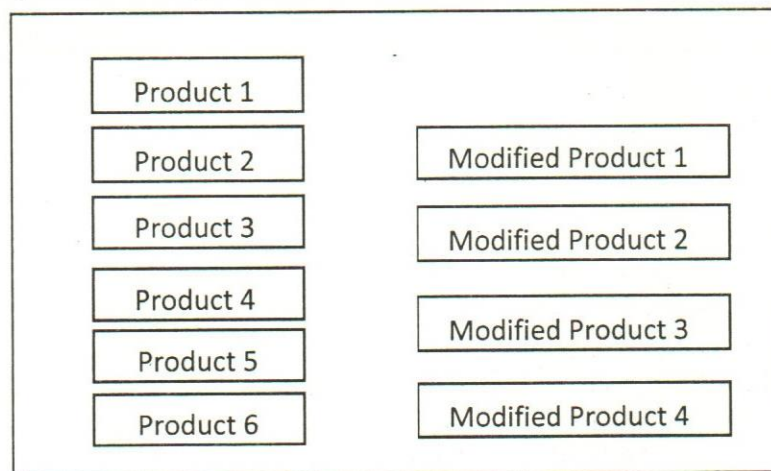 Product 1
Product 2
Product 3
Product 4
Product 5
Product 6
Modified Product 1
Modified Product 2
Modified Product 3
Modified Product 4